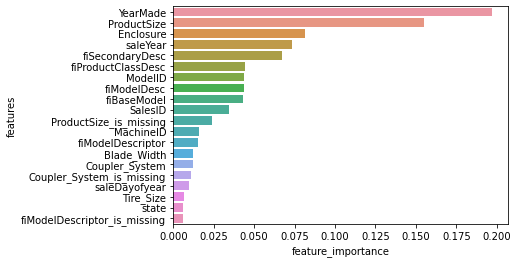 YearMade
ProductSize
Enclosure
saleYear
fiSecondaryDesc
fiProductClassDesc
ModelID
fiModelDesc
fiBaseModel
SalesID
ProductSize_is_missing
MachineID
fiModelDescriptor
Blade_Width
Coupler_System
Coupler_System_is_missing
saleDayofyear
Tire_Size
state
fiModelDescriptor_is_missing
features
0.000 0.025 0.050 0.075 0.100 0.125 0.150 0.175 0.200
feature_importance